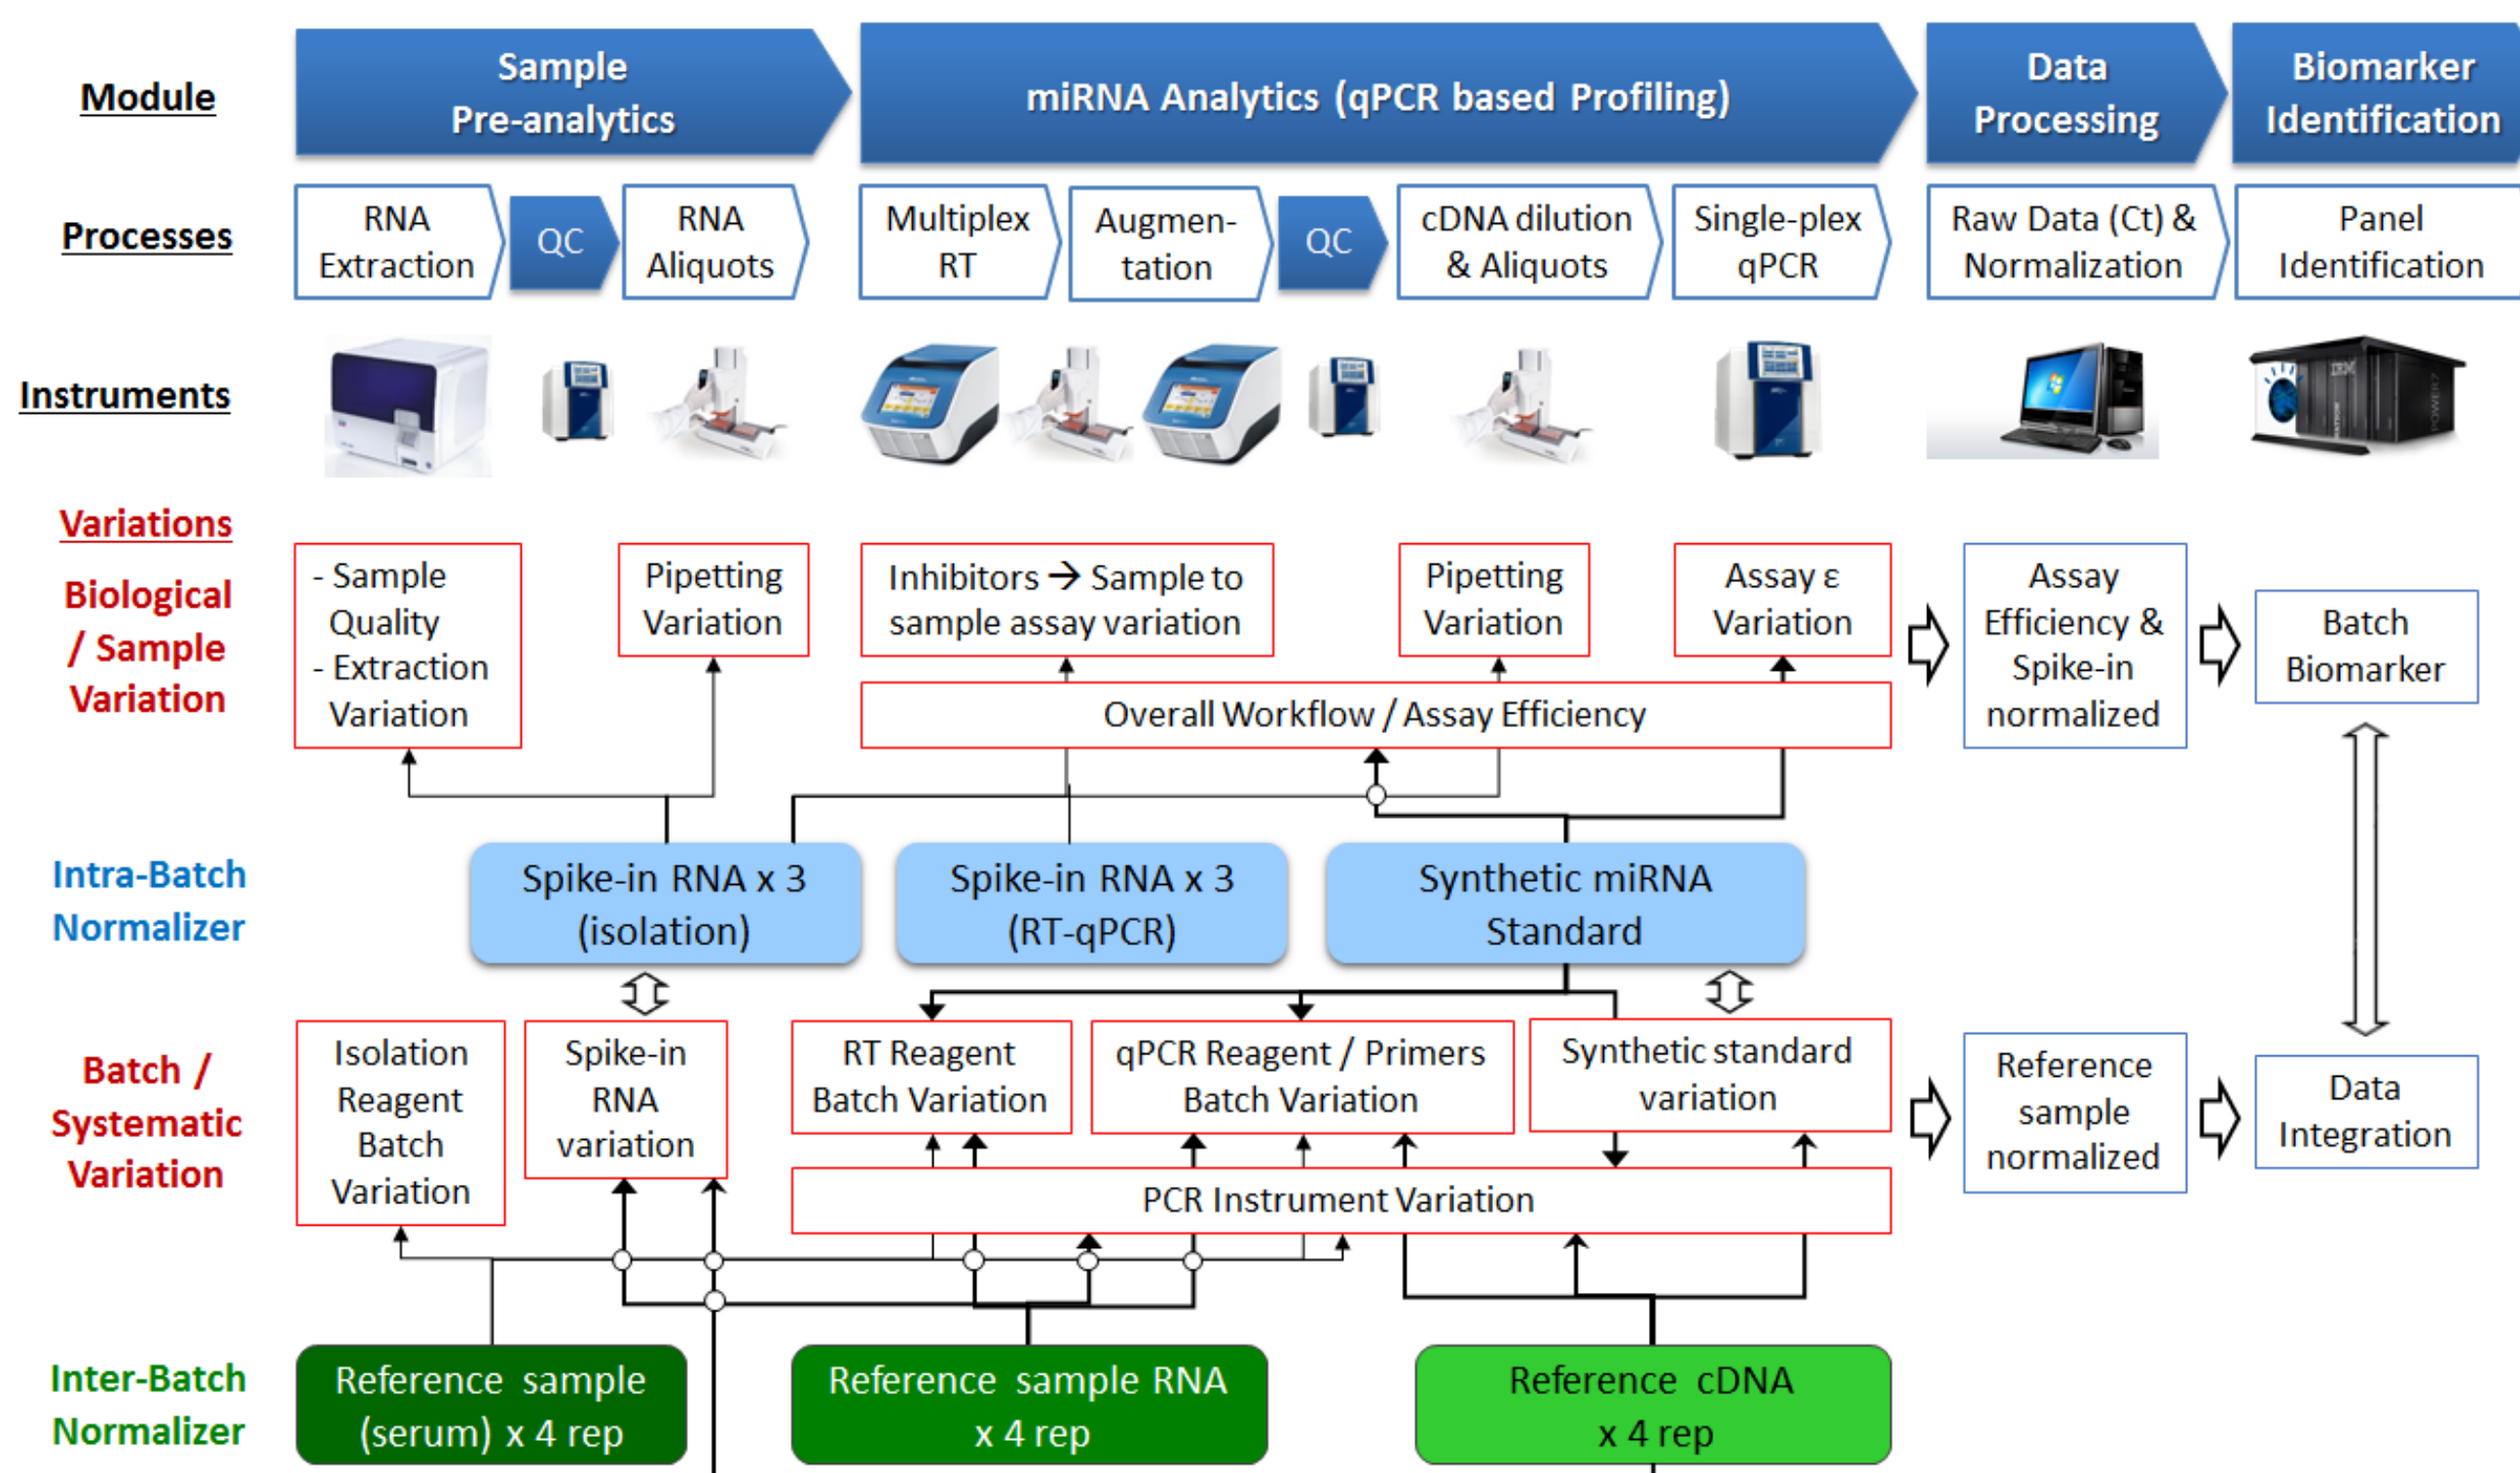 Module
Sample
Pre-analytics
miRNA Analytics (qPCR based Profiling)
Data
Processing
Biomarker
Identification
Processes
RNA
Extraction
QC
RNA
Aliquots
Multiplex
RT
Augmen-
tation
QC
cDNA dilution
& Aliquots
Single-plex
qPCR
Raw Data (Ct) &
Normalization
Panel
Identification
Instruments
IBM
POWER7
Variations
Biological
/ Sample
Variation
- Sample
Quality
- Extraction
Variation
Pipetting
Variation
Inhibitors → Sample to
sample assay variation
Pipetting
Variation
Assay ε
Variation
Overall Workflow / Assay Efficiency
Assay
Efficiency &
Spike-in
normalized
Batch
Biomarker
Intra-Batch
Normalizer
Spike-in RNA x 3
(isolation)
Spike-in RNA x 3
(RT-qPCR)
Synthetic miRNA
Standard
Batch /
Systematic
Variation
Isolation
Reagent
Batch
Variation
Spike-in
RNA
variation
RT Reagent
Batch Variation
qPCR Reagent / Primers
Batch Variation
Synthetic standard
variation
PCR Instrument Variation
Reference
sample
normalized
Data
Integration
Inter-Batch
Normalizer
Reference sample
(serum) x 4 rep
Reference sample RNA
x 4 rep
Reference cDNA
x 4 rep